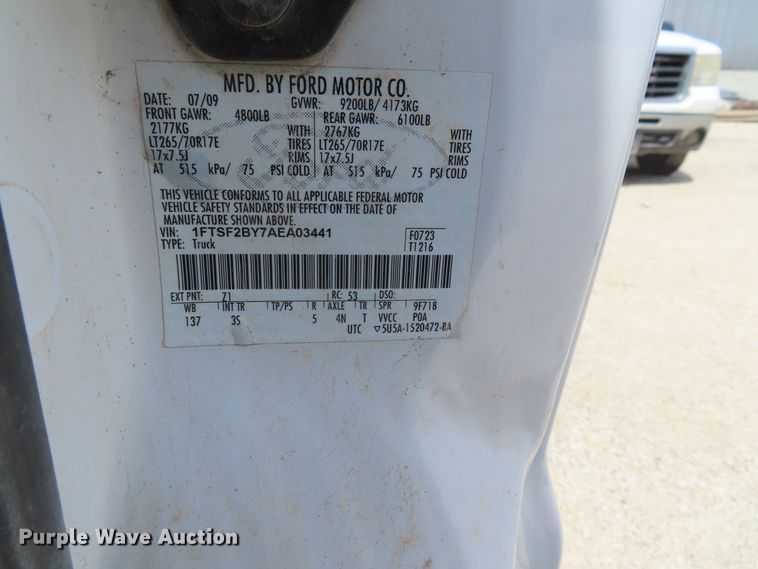 MFD. BY FORD MOTOR CO.
DATE: 07/09 GVWR: 9200LB/ 4173KG
FRONT GAWR: 4800LB REAR GAWR: 6100LB
2177KG WITH 2767KG WITH
LT265/70R17E TIRES LT265/70R17E TIRES
17x7.5J RIMS 17x7.5J RIMS
AT 515 kPa/ 75 PSI COLD AT 515 kPa/ 75 PSI COLD
THIS VEHICLE CONFORMS TO ALL APPLICABLE FEDERAL MOTOR
VEHICLE SAFETY STANDARDS IN EFFECT ON THE DATE OF
MANUFACTURE SHOWN ABOVE.
VIN: 1FTSF2BY7AEA03441 F0723
TYPE: Truck T1216
EXT PNT: Z1 RC: 53 DSO:
WB INT TR TP/PS R AXLE TR SPR 9F718
137 3S 5 4N T VVCC POA
UTC ▽5U5A-1520472-BA
Purple Wave Auction®